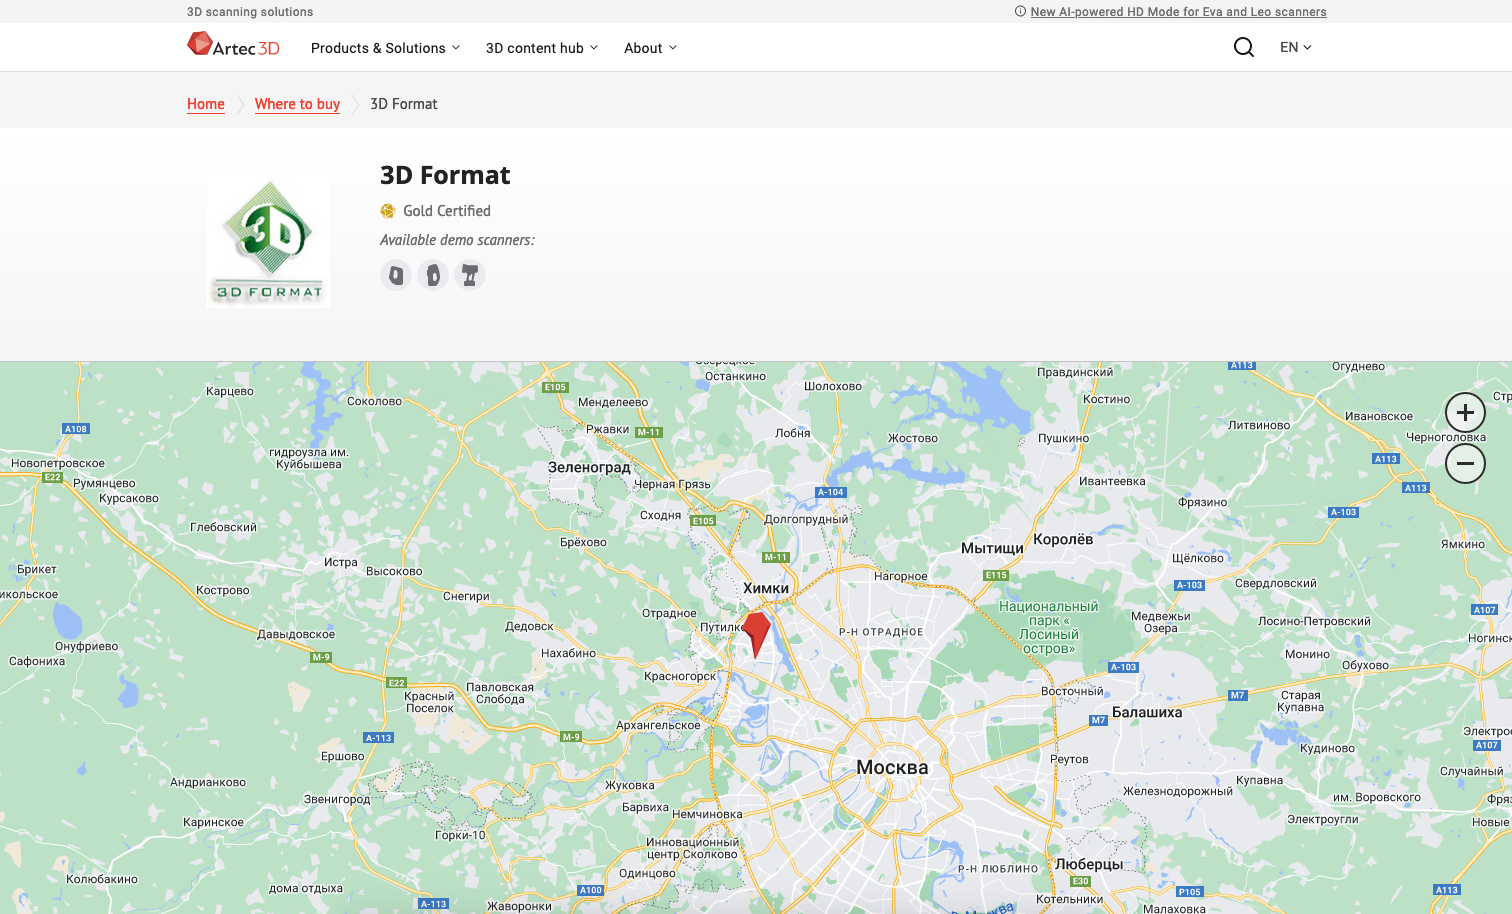 3D scanning solutions
New AI-powered HD Mode for Eva and Leo scanners
Artec 3D
Products & Solutions
3D content hub
About
EN
Home
Where to buy
3D Format
3D Format
Gold Certified
Available demo scanners:
3D
3D FORMAT
Останкино
Правдинский
A113
Огуднево
Карцево
E105
Шолохово
Соколово
Менделеево
Костино
Ивановское
A108
Ржавки
M-11
Лобня
Жостово
Пушкино
Литвиново
Черноголовка
гидроузла им.
Куйбышева
Новопетровское
Зеленоград
A113
E22
Румянцево
Черная Грязь
Ивантеевка
A113
Курсаково
A-104
Фрязино
A-103
Сходня
E105
Долгопрудный
Глебовский
Брёхово
Мытищи
Королёв
Ямкино
M-11
Щёлково
Истра
Высоково
Брикет
Нагорное
E115
A-103
Свердловский
Кострово
Химки
Снегири
Национальный
парк «
Лосиный
остров»
A107
Отрадное
Медвежьи
Озера
Лосино-Петровский
Дедовск
Р-Н ОТРАДНОЕ
Давыдовское
Онуфриево
Нахабино
M-9
Монино
Сафониха
A-103
Обухово
Красногорск
E22
Павловская
Слобода
Восточный
M7
Старая
Купавна
Красный
Поселок
M7
Балашиха
Архангельское
A-113
M-9
A107
Ершово
Кудиново
Реутов
Москва
Случайный
Андрианково
Жуковка
Купавна
Железнодорожный
Звенигород
Барвиха
им. Воровского
Немчиновка
Каринское
Электроугли
Новые
Горки-10
Инновационный
центр Сколково
Люберцы
Р-Н ЛЮБЛИНО
Одинцово
Колюбакино
E30
дома отдыха
A100
P105
A113
Котельники
A-113
Жаворонки
Малаховка